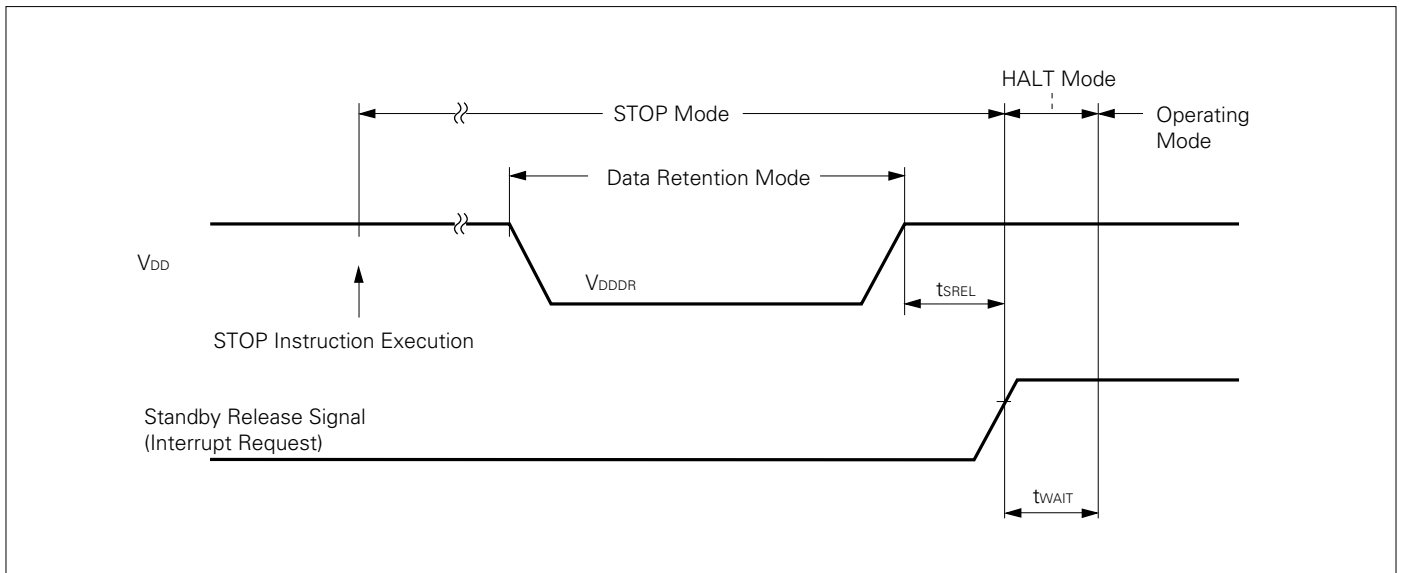 HALT Mode
STOP Mode
Operating
Mode
Data Retention Mode
VDD
VDDDR
tSREL
STOP Instruction Execution
Standby Release Signal
(Interrupt Request)
tWAIT